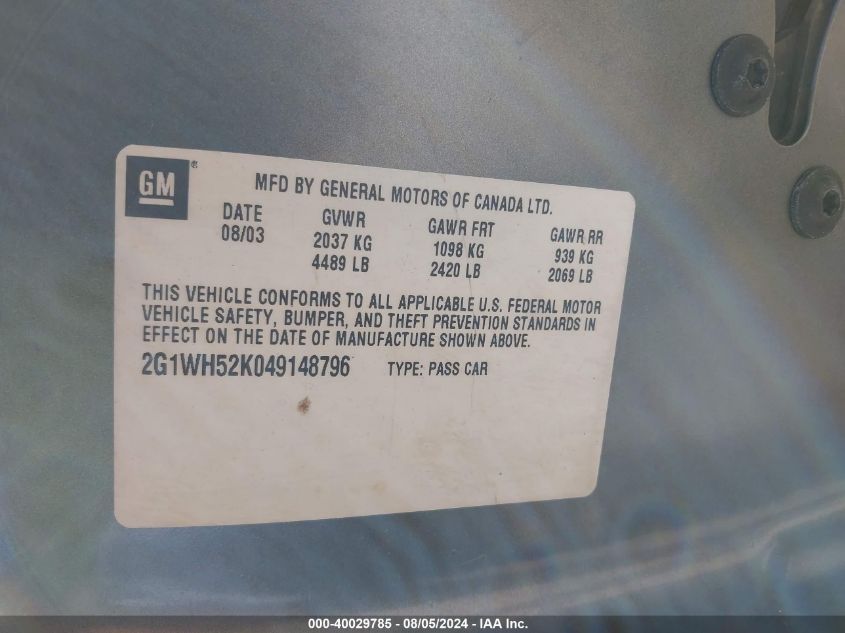 GM®
MFD BY GENERAL MOTORS OF CANADA LTD.
DATE GVWR GAWR FRT GAWR RR
08/03 2037 KG 1098 KG 939 KG
4489 LB 2420 LB 2069 LB
THIS VEHICLE CONFORMS TO ALL APPLICABLE U.S. FEDERAL MOTOR
VEHICLE SAFETY, BUMPER, AND THEFT PREVENTION STANDARDS IN
EFFECT ON THE DATE OF MANUFACTURE SHOWN ABOVE.
2G1WH52K049148796 TYPE: PASS CAR
000-40029785 - 08/05/2024 - IAA Inc.